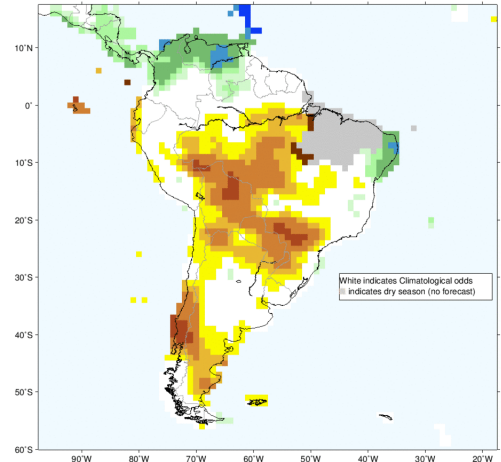 10˚N
0˚
10˚S
20˚S
30˚S
White indicates Climatological odds
indicates dry season (no forecast)
40˚S
50˚S
60˚S
90˚W 80˚W 70˚W 60˚W 50˚W 40˚W 30˚W 20˚W